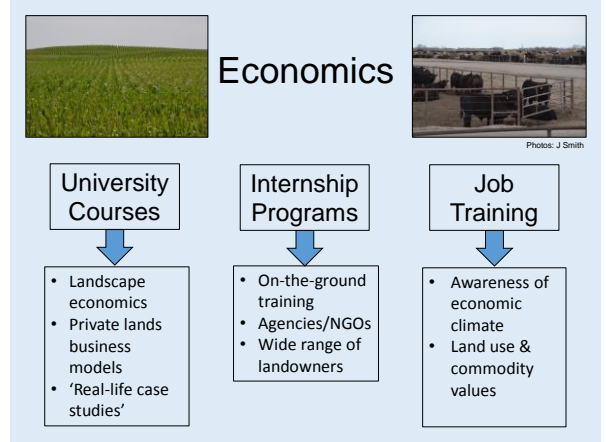 Economics
Photos: J Smith
University
Courses
Internship
Programs
Job
Training
• Landscape
economics
• Private lands
business
models
• ‘Real-life case
studies’
• On-the-ground
training
• Agencies/NGOs
• Wide range of
landowners
• Awareness of
economic
climate
• Land use &
commodity
values